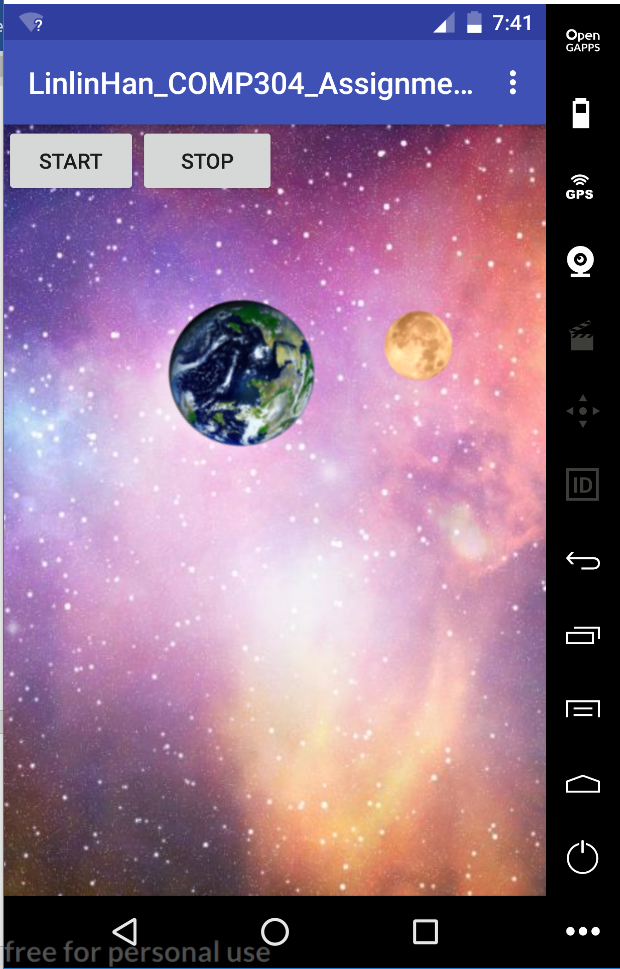 ?
7:41
LinlinHan_COMP304_Assignme...
START
STOP
Open
GAPPS
GPS
ID
free for personal use